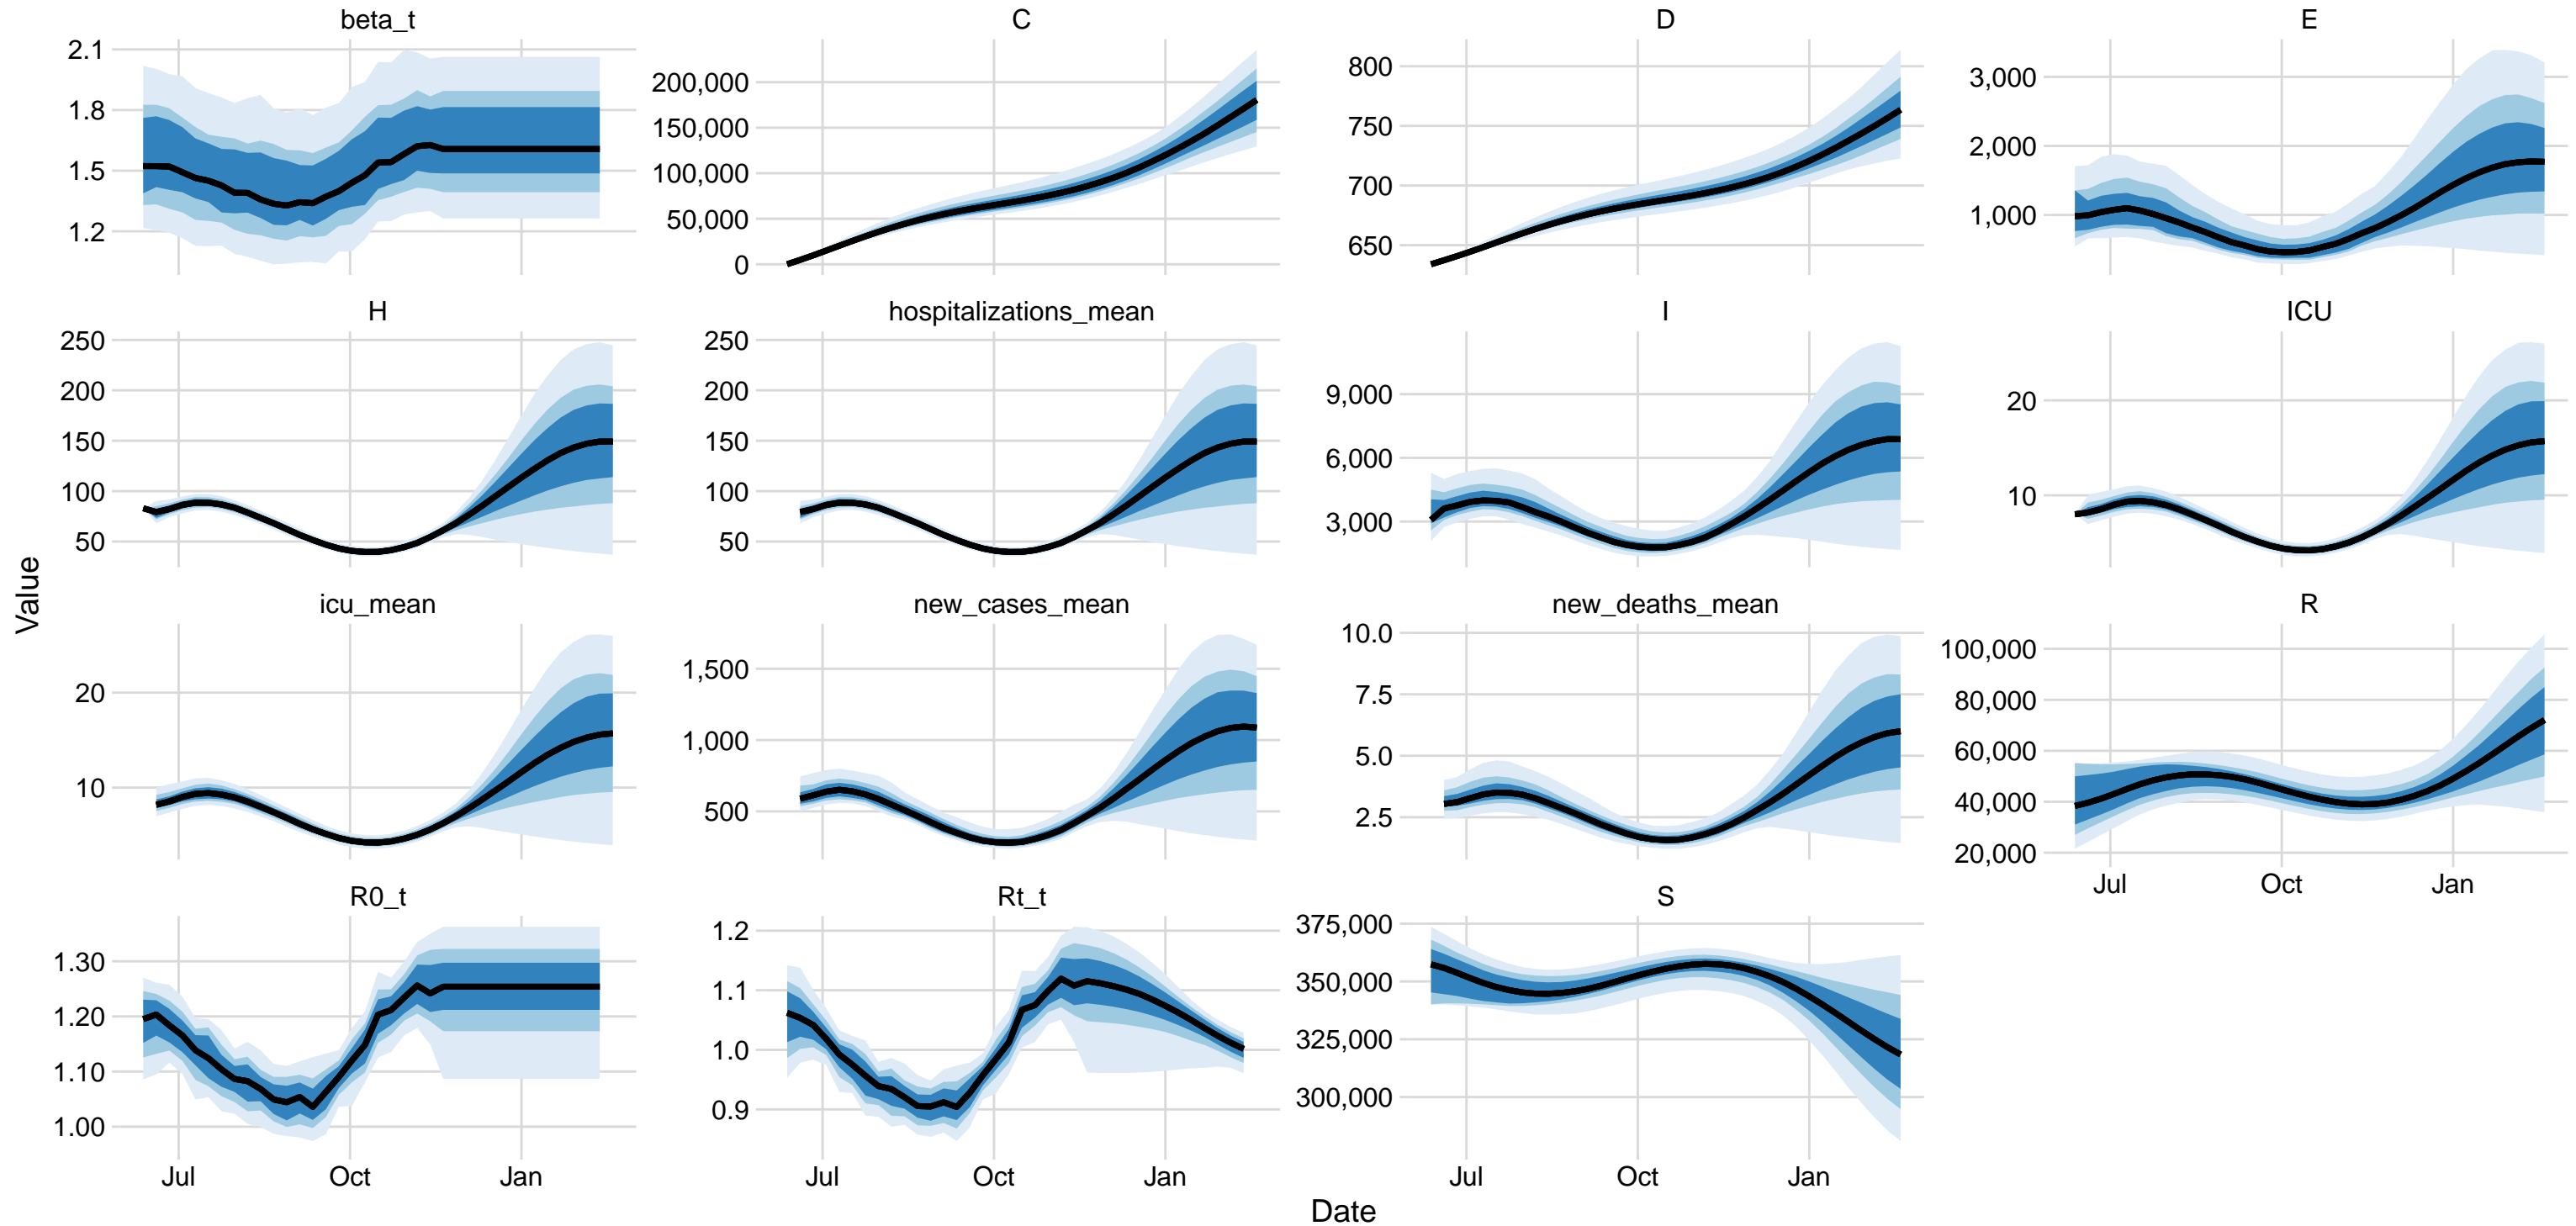 beta_t
2.1
1.8
1.5
1.2
C
200,000
150,000
100,000
50,000
0
D
800
750
700
650
E
3,000
2,000
1,000
H
250
200
150
100
50
hospitalizations_mean
250
200
150
100
50
I
9,000
6,000
3,000
ICU
20
10
Value
icu_mean
20
10
new_cases_mean
1,500
1,000
500
new_deaths_mean
10.0
7.5
5.0
2.5
R
100,000
80,000
60,000
40,000
20,000
Jul Oct Jan
R0_t
1.30
1.20
1.10
1.00
Jul Oct Jan
Rt_t
1.2
1.1
1.0
0.9
Jul Oct Jan
S
375,000
350,000
325,000
300,000
Jul Oct Jan
Date